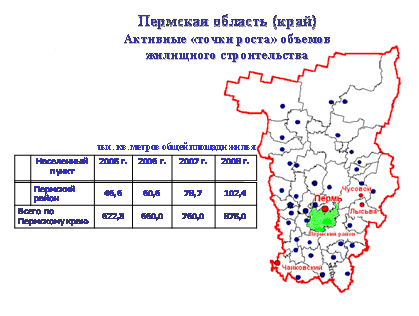 Пермская область (край)
Активные «точки роста» объемов
жилищного строительства
тыс. кв. метров общей площади жилья
Населенный пункт 2005 г. 2006 г. 2007 г. 2008 г.
Пермский район 46,6 60,6 78,7 102,4
Всего по Пермскому краю 622,8 660,0 760,0 876,0
Чусовой
Пермь
Лысьва
Пермский район
Чайковский